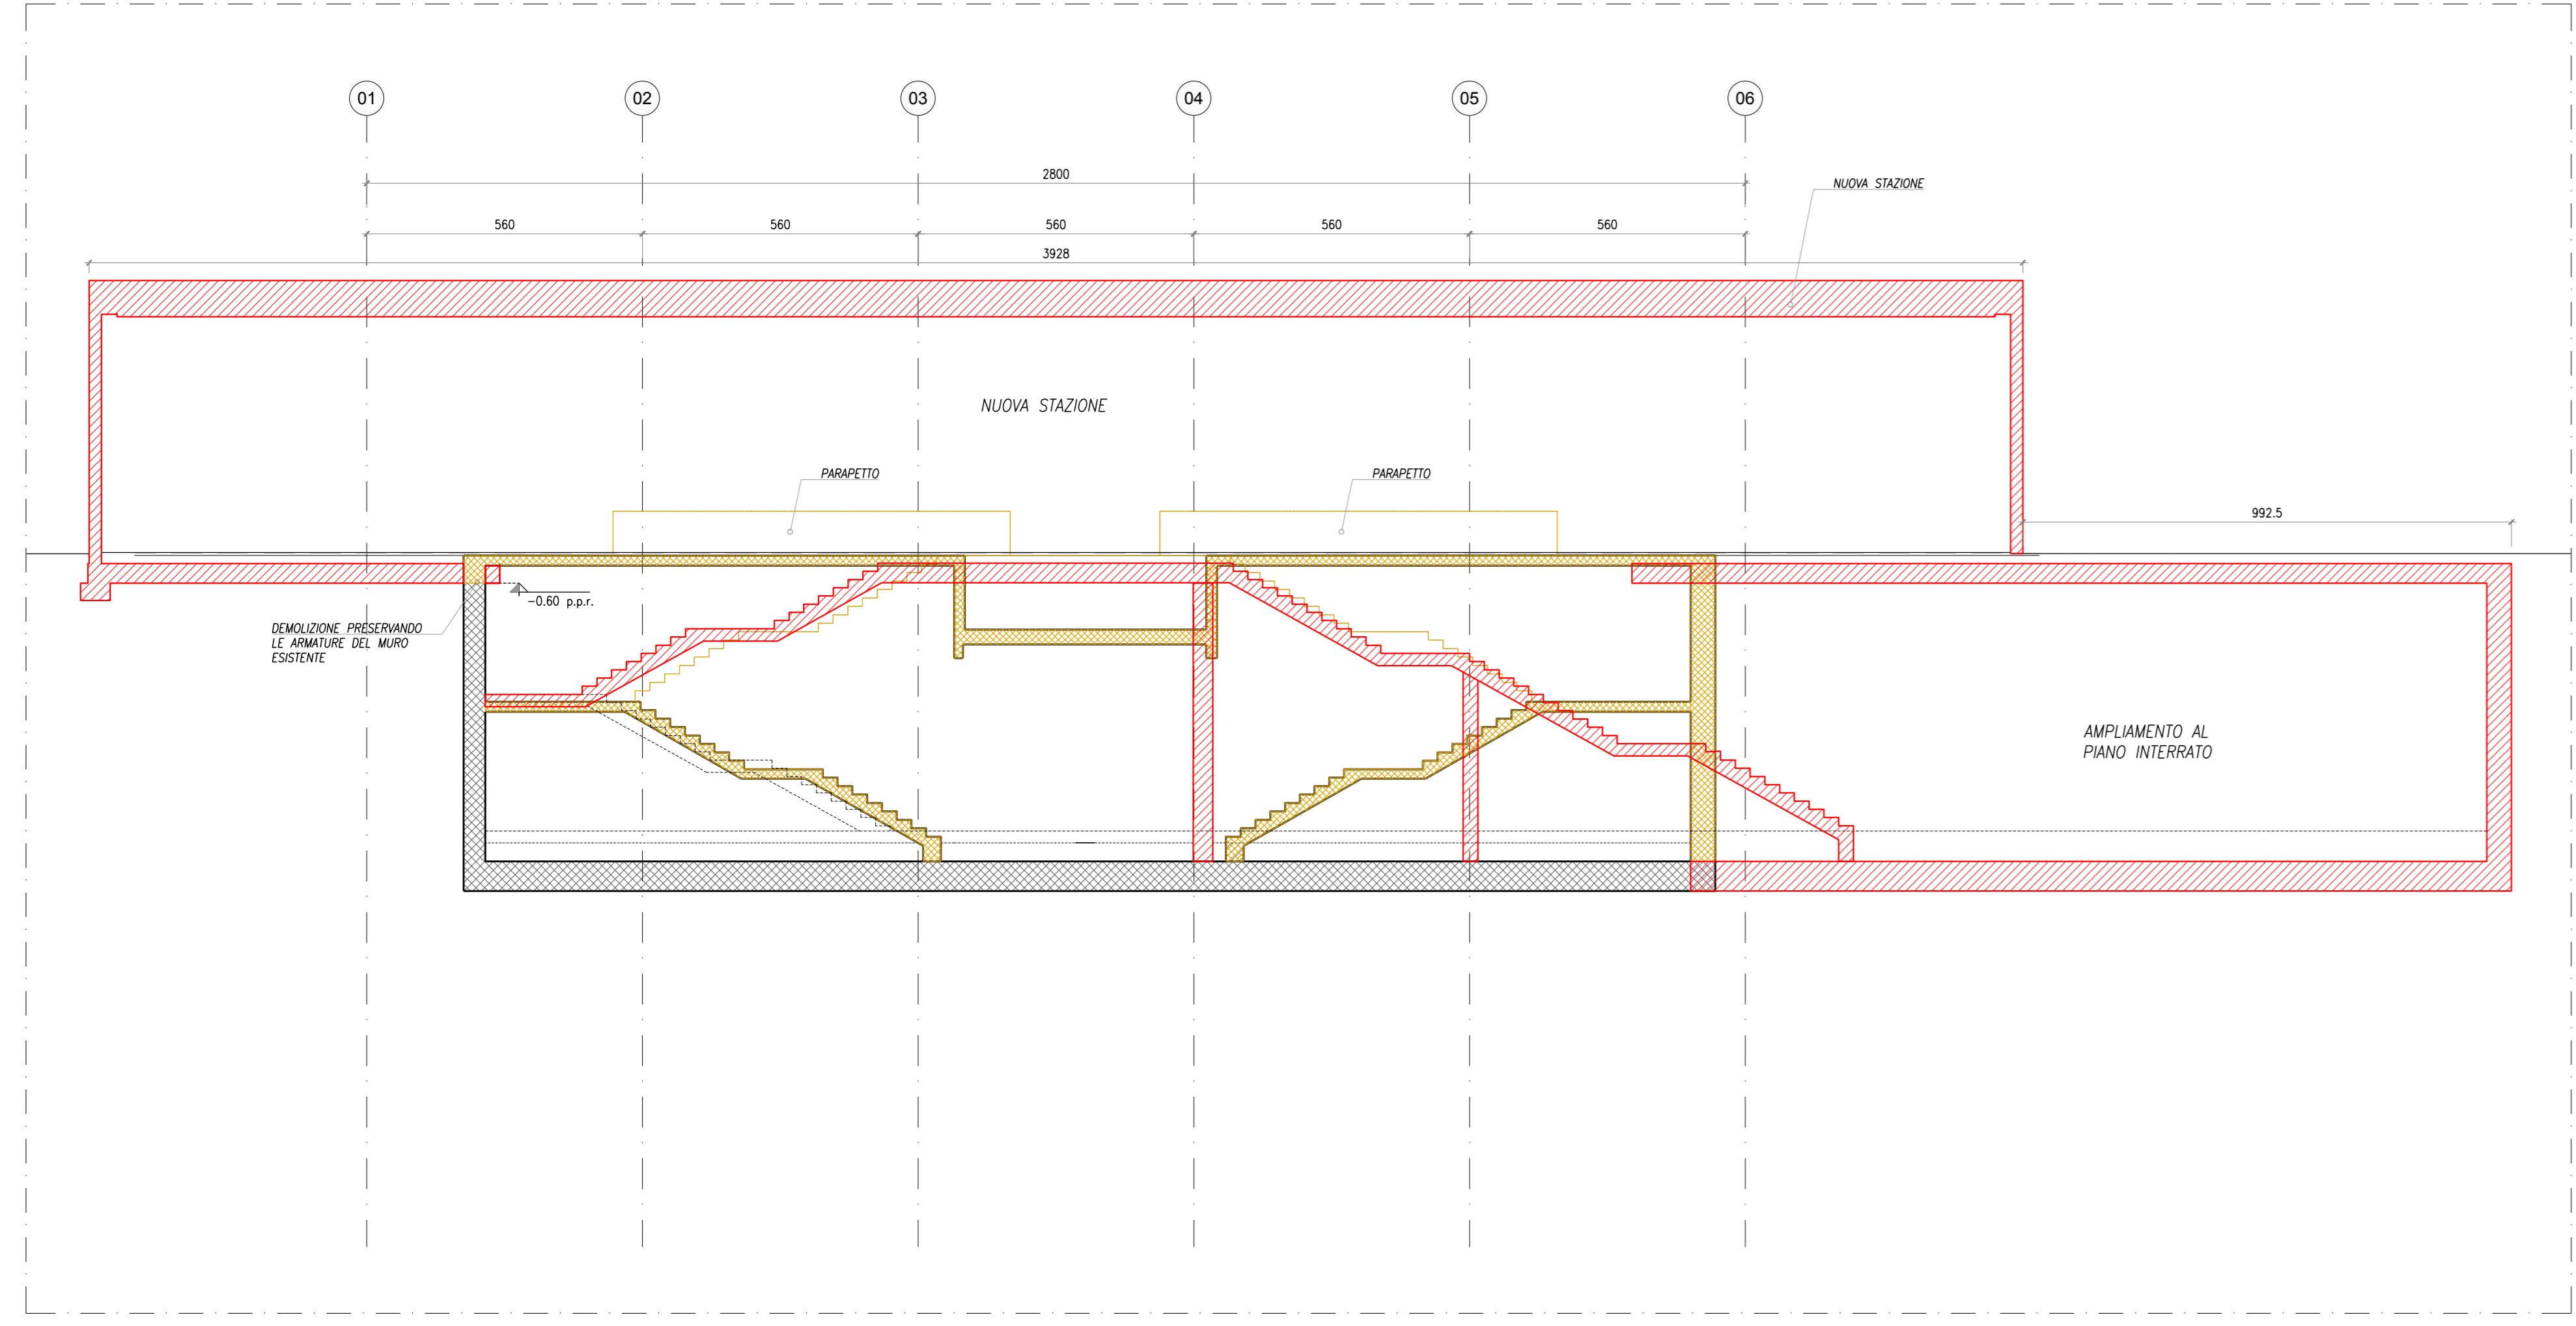 01 02 03 04 05 06
2800
NUOVA STAZIONE
560 560 560 560 560
3928
NUOVA STAZIONE
PARAPETTO PARAPETTO
992.5
-0.60 p.p.r.
DEMOLIZIONE PRESERVANDO
LE ARMATURE DEL MURO
ESISTENTE
AMPLIAMENTO AL
PIANO INTERRATO